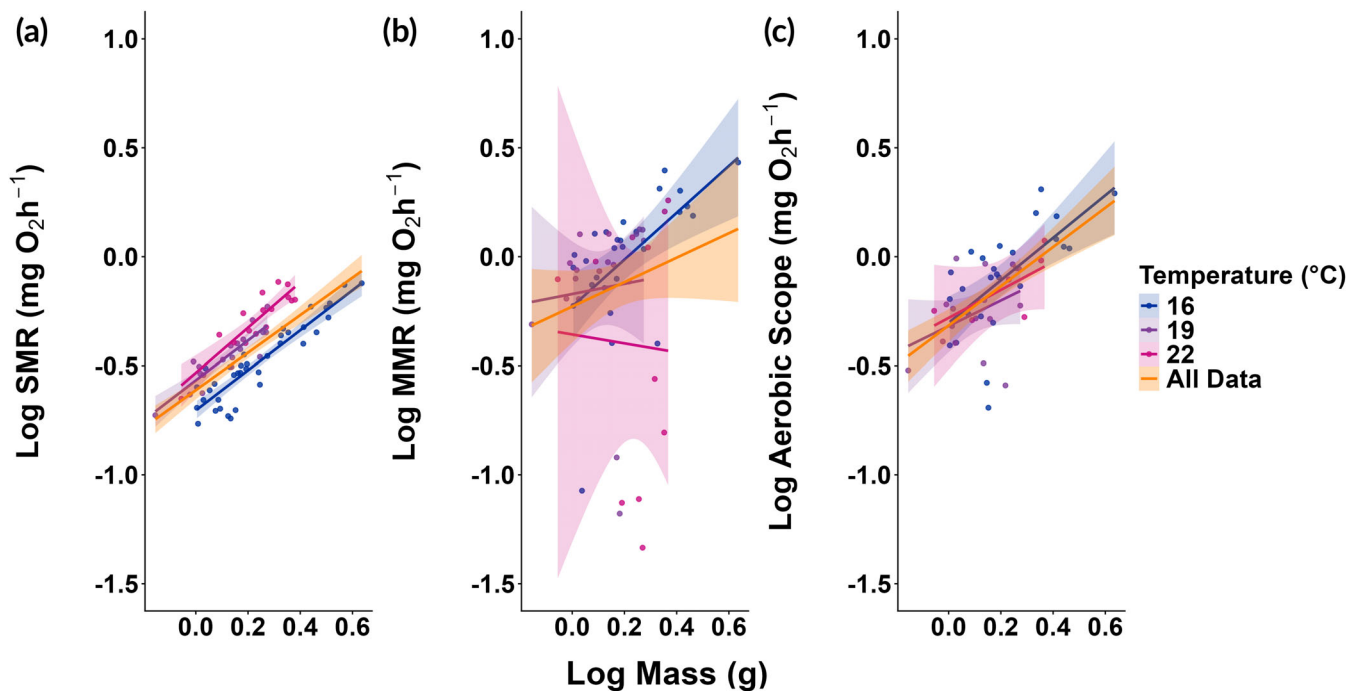 (a)
(b)
(c)
Log SMR (mg O₂h⁻¹)
1.0
0.5
0.0
-0.5
-1.0
-1.5
0.0 0.2 0.4 0.6
Log MMR (mg O₂h⁻¹)
1.0
0.5
0.0
-0.5
-1.0
-1.5
0.0 0.2 0.4 0.6
Log Aerobic Scope (mg O₂h⁻¹)
1.0
0.5
0.0
-0.5
-1.0
-1.5
0.0 0.2 0.4 0.6
Log Mass (g)
Temperature (°C)
16
19
22
All Data